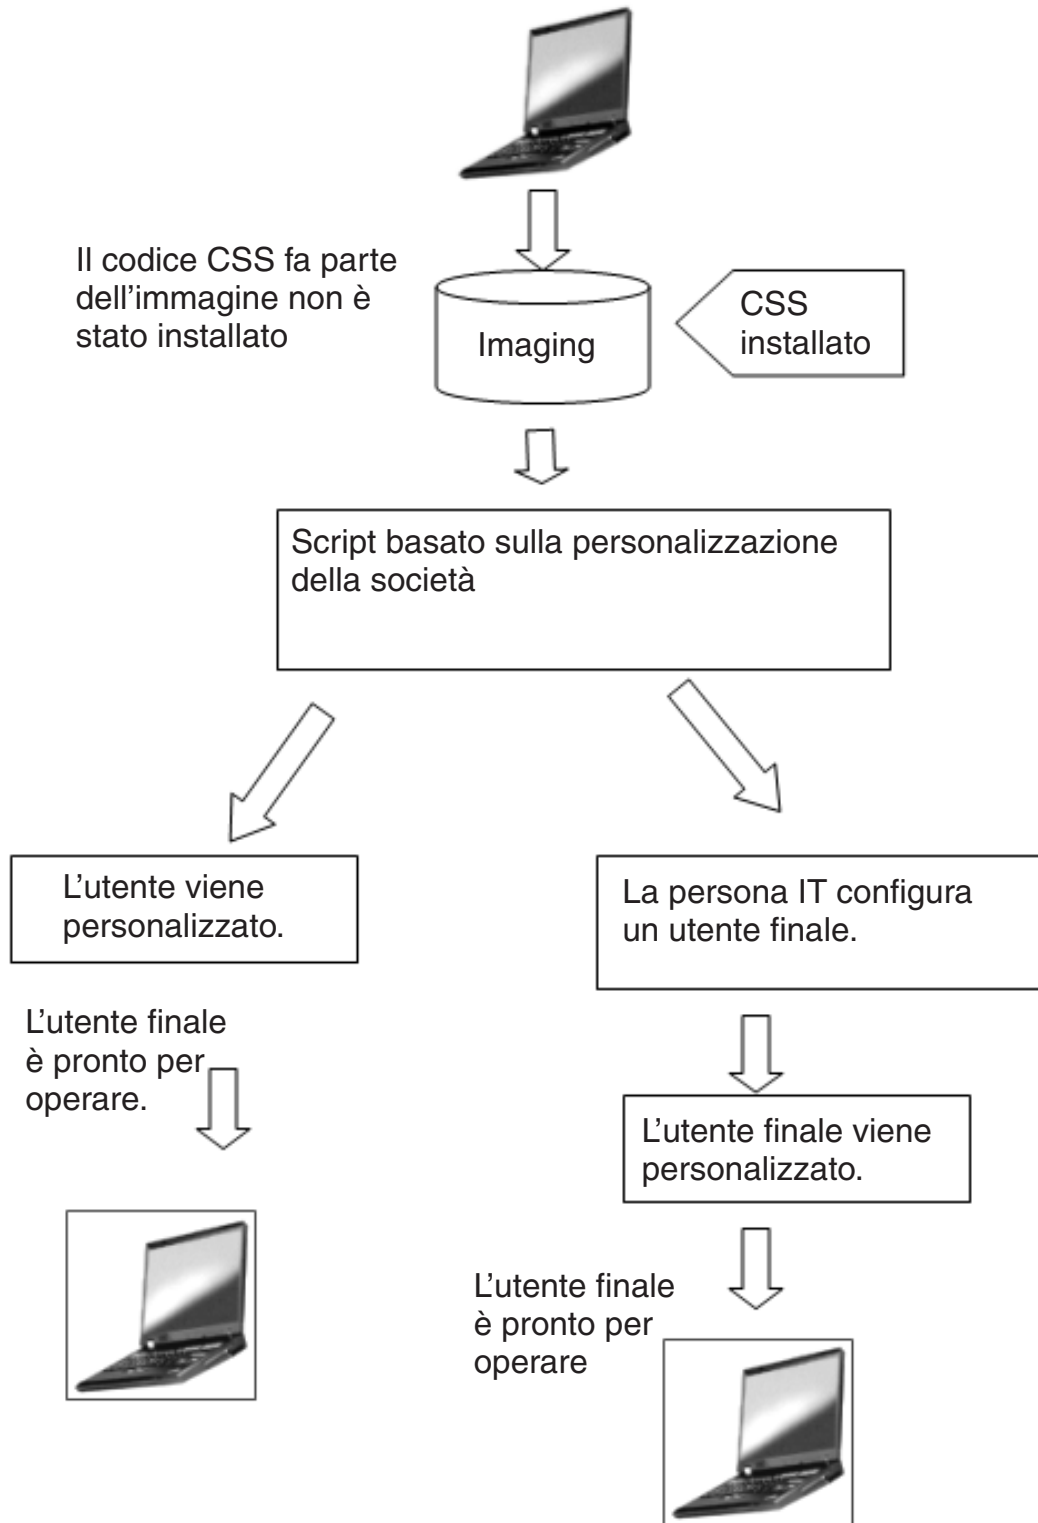 Il codice CSS fa parte
dell'immagine non è
stato installato
Imaging
CSS
installato
Script basato sulla personalizzazione
della società
L'utente viene
personalizzato.
La persona IT configura
un utente finale.
L'utente finale
è pronto per
operare.
L'utente finale viene
personalizzato.
L'utente finale
è pronto per
operare